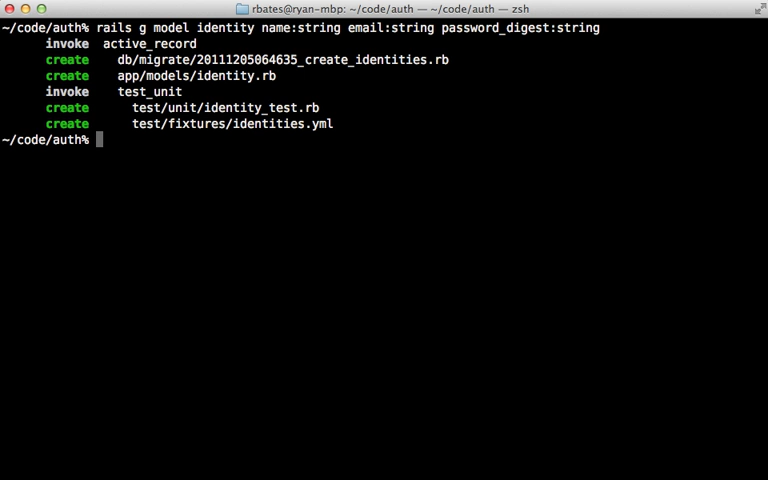 rbates@ryan-mbp: ~/code/auth — ~/code/auth — zsh
~/code/auth% rails g model identity name:string email:string password_digest:string
invoke active_record
create db/migrate/20111205064635_create_identities.rb
create app/models/identity.rb
invoke test_unit
create test/unit/identity_test.rb
create test/fixtures/identities.yml
~/code/auth%